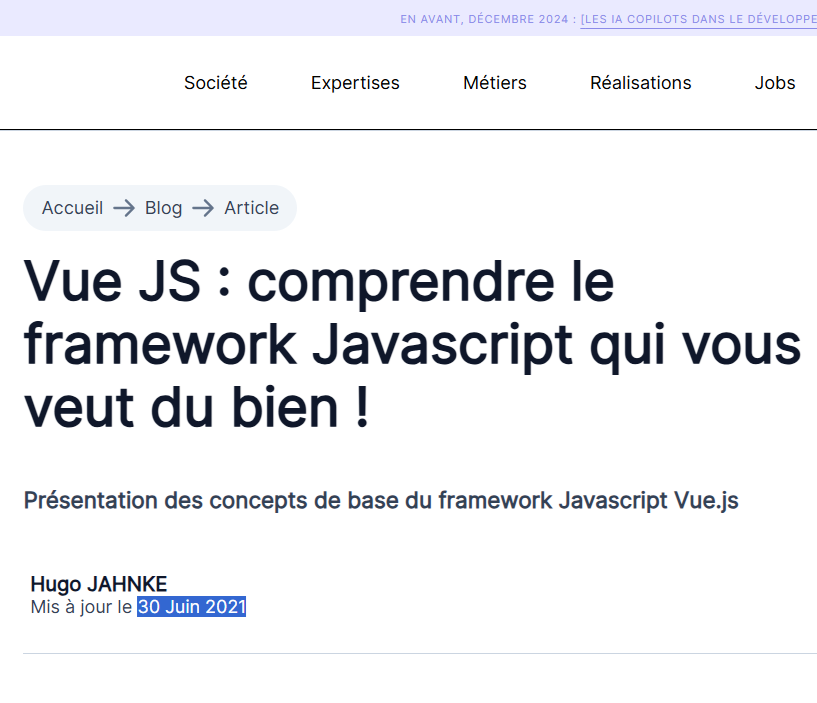 EN AVANT, DÉCEMBRE 2024 : [LES IA COPILOTS DANS LE
Société Expertises Métiers Réalisations Jobs
Accueil → Blog → Article
Vue JS : comprendre le
framework Javascript qui vous
veut du bien !
Présentation des concepts de base du framework Javascript Vue.js
Hugo JAHNKE
Mis à jour le 30 Juin 2021